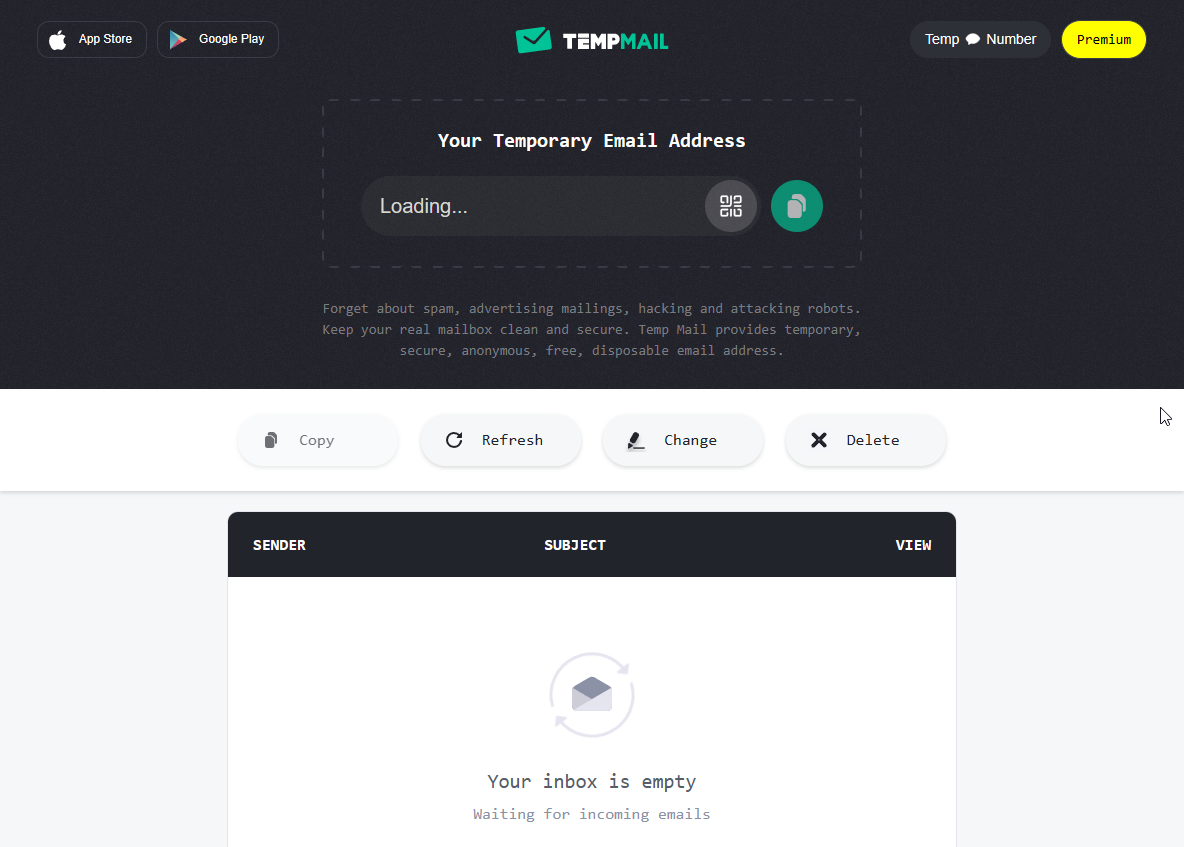 App Store
Google Play
TEMPMAIL
Temp Number
Premium
Your Temporary Email Address
Loading...
Forget about spam, advertising mailings, hacking and attacking robots.
Keep your real mailbox clean and secure. Temp Mail provides temporary,
secure, anonymous, free, disposable email address.
Copy
Refresh
Change
Delete
SENDER
SUBJECT
VIEW
Your inbox is empty
Waiting for incoming emails